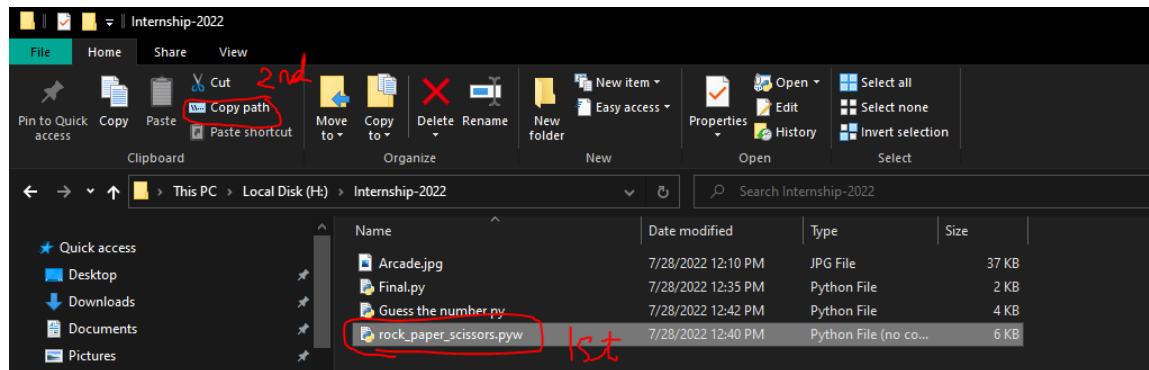 Internship-2022
File Home Share View
Cut 2nd
Copy path
Paste shortcut
Pin to Quick access
Copy
Paste
Move to
Copy to
Delete
Rename
New folder
New item
Easy access
Properties
Open
Edit
History
Select all
Select none
Invert selection
Clipboard Organize New Open Select
This PC > Local Disk (H:) > Internship-2022
Search Internship-2022
Name Date modified Type Size
Quick access
Desktop
Downloads
Documents
Pictures
Arcade.jpg 7/28/2022 12:10 PM JPG File 37 KB
Final.py 7/28/2022 12:35 PM Python File 2 KB
Guess the number.py 7/28/2022 12:42 PM Python File 4 KB
rock_paper_scissors.pyw 1st 7/28/2022 12:40 PM Python File (no co... 6 KB